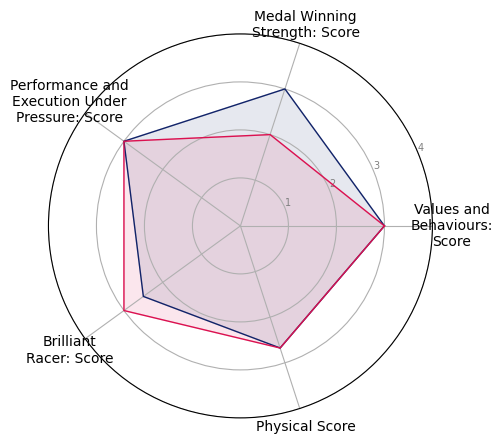 Medal Winning
Strength: Score
Performance and
Execution Under
Pressure: Score
4
3
2
1
Values and
Behaviours:
Score
Brilliant
Racer: Score
Physical Score